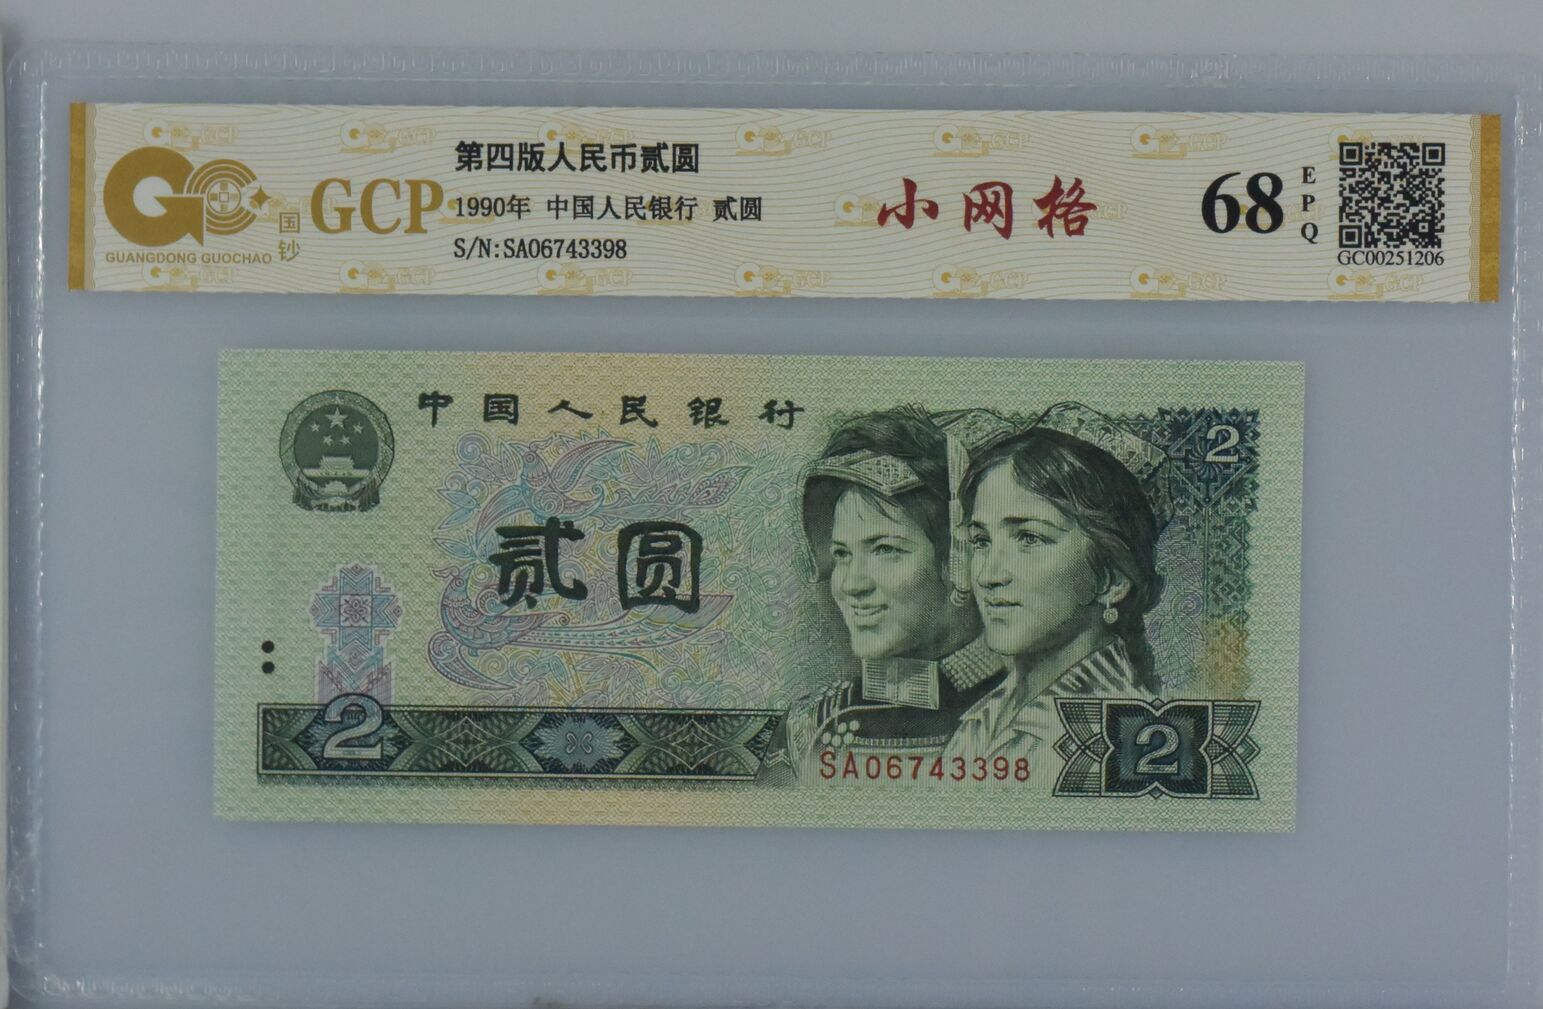 GCP
GUANGDONG GUOCHAO
国钞
第四版人民币贰圆
1990年 中国人民银行 贰圆
S/N:SA06743398
小网格
68
EPQ
GC00251206
中国人民银行
2
贰圆
2
SA06743398
2